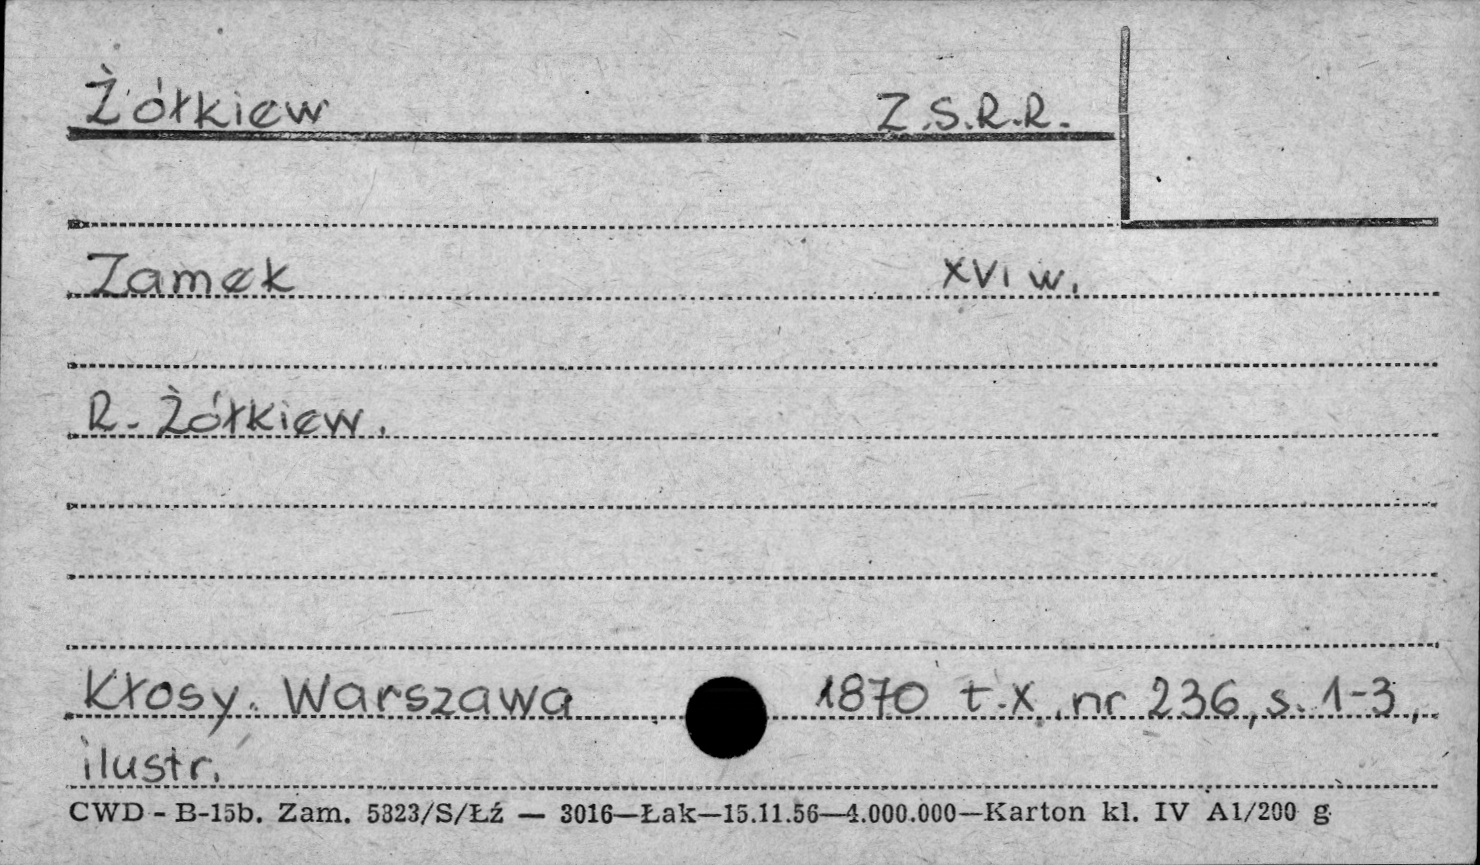 Żółkiew Z.S.R.R.
Zamek XVI w.
R. Żółkiew.
Kłosy. Warszawa 1870 t.X, nr 236, s. 1-3,
ilustr.
CWD - B-15b. Zam. 5323/S/Łź — 3016—Łak—15.11.56—4.000.000—Karton kl. IV A1/200 g